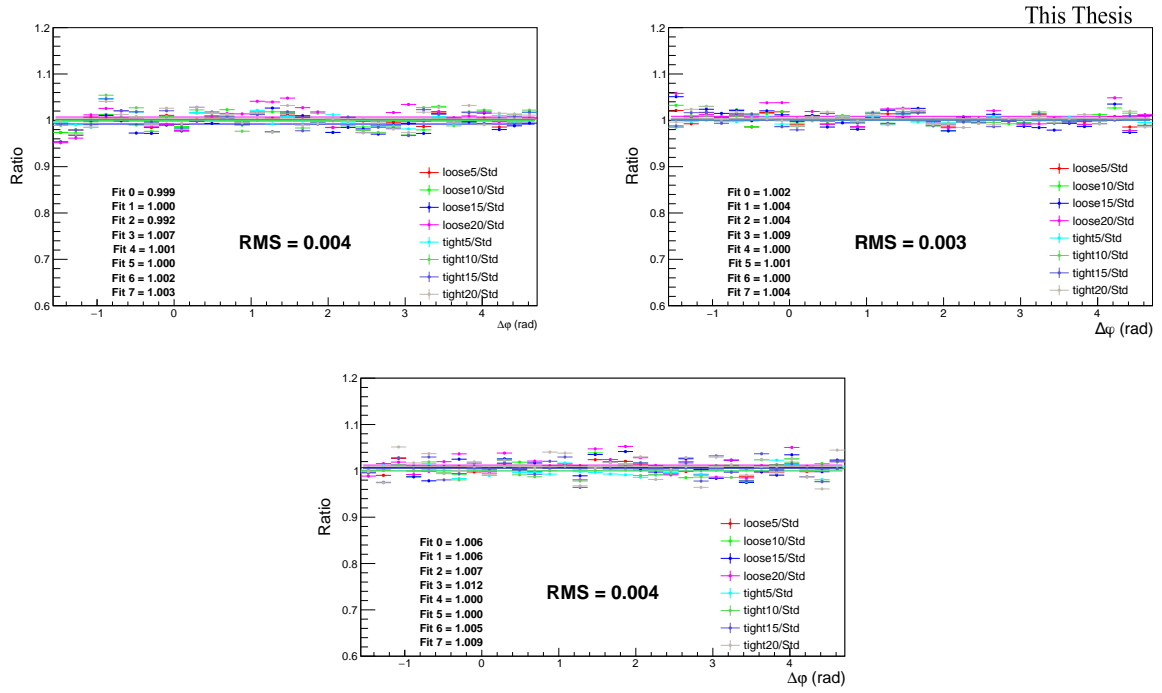 This Thesis
1.2
1.1
1
0.9
0.8
0.7
0.6
Ratio
Fit 0 = 0.999
Fit 1 = 1.000
Fit 2 = 0.992
Fit 3 = 1.007
Fit 4 = 1.001
Fit 5 = 1.000
Fit 6 = 1.002
Fit 7 = 1.003
RMS = 0.004
loose5/Std
loose10/Std
loose15/Std
loose20/Std
tight5/Std
tight10/Std
tight15/Std
tight20/Std
−1 0 1 2 3 4
Δφ (rad)
1.2
1.1
1
0.9
0.8
0.7
0.6
Ratio
Fit 0 = 1.002
Fit 1 = 1.004
Fit 2 = 1.004
Fit 3 = 1.009
Fit 4 = 1.000
Fit 5 = 1.001
Fit 6 = 1.000
Fit 7 = 1.004
RMS = 0.003
loose5/Std
loose10/Std
loose15/Std
loose20/Std
tight5/Std
tight10/Std
tight15/Std
tight20/Std
−1 0 1 2 3 4
Δφ (rad)
1.2
1.1
1
0.9
0.8
0.7
0.6
Ratio
Fit 0 = 1.006
Fit 1 = 1.006
Fit 2 = 1.007
Fit 3 = 1.012
Fit 4 = 1.000
Fit 5 = 1.000
Fit 6 = 1.005
Fit 7 = 1.009
RMS = 0.004
loose5/Std
loose10/Std
loose15/Std
loose20/Std
tight5/Std
tight10/Std
tight15/Std
tight20/Std
−1 0 1 2 3 4
Δφ (rad)